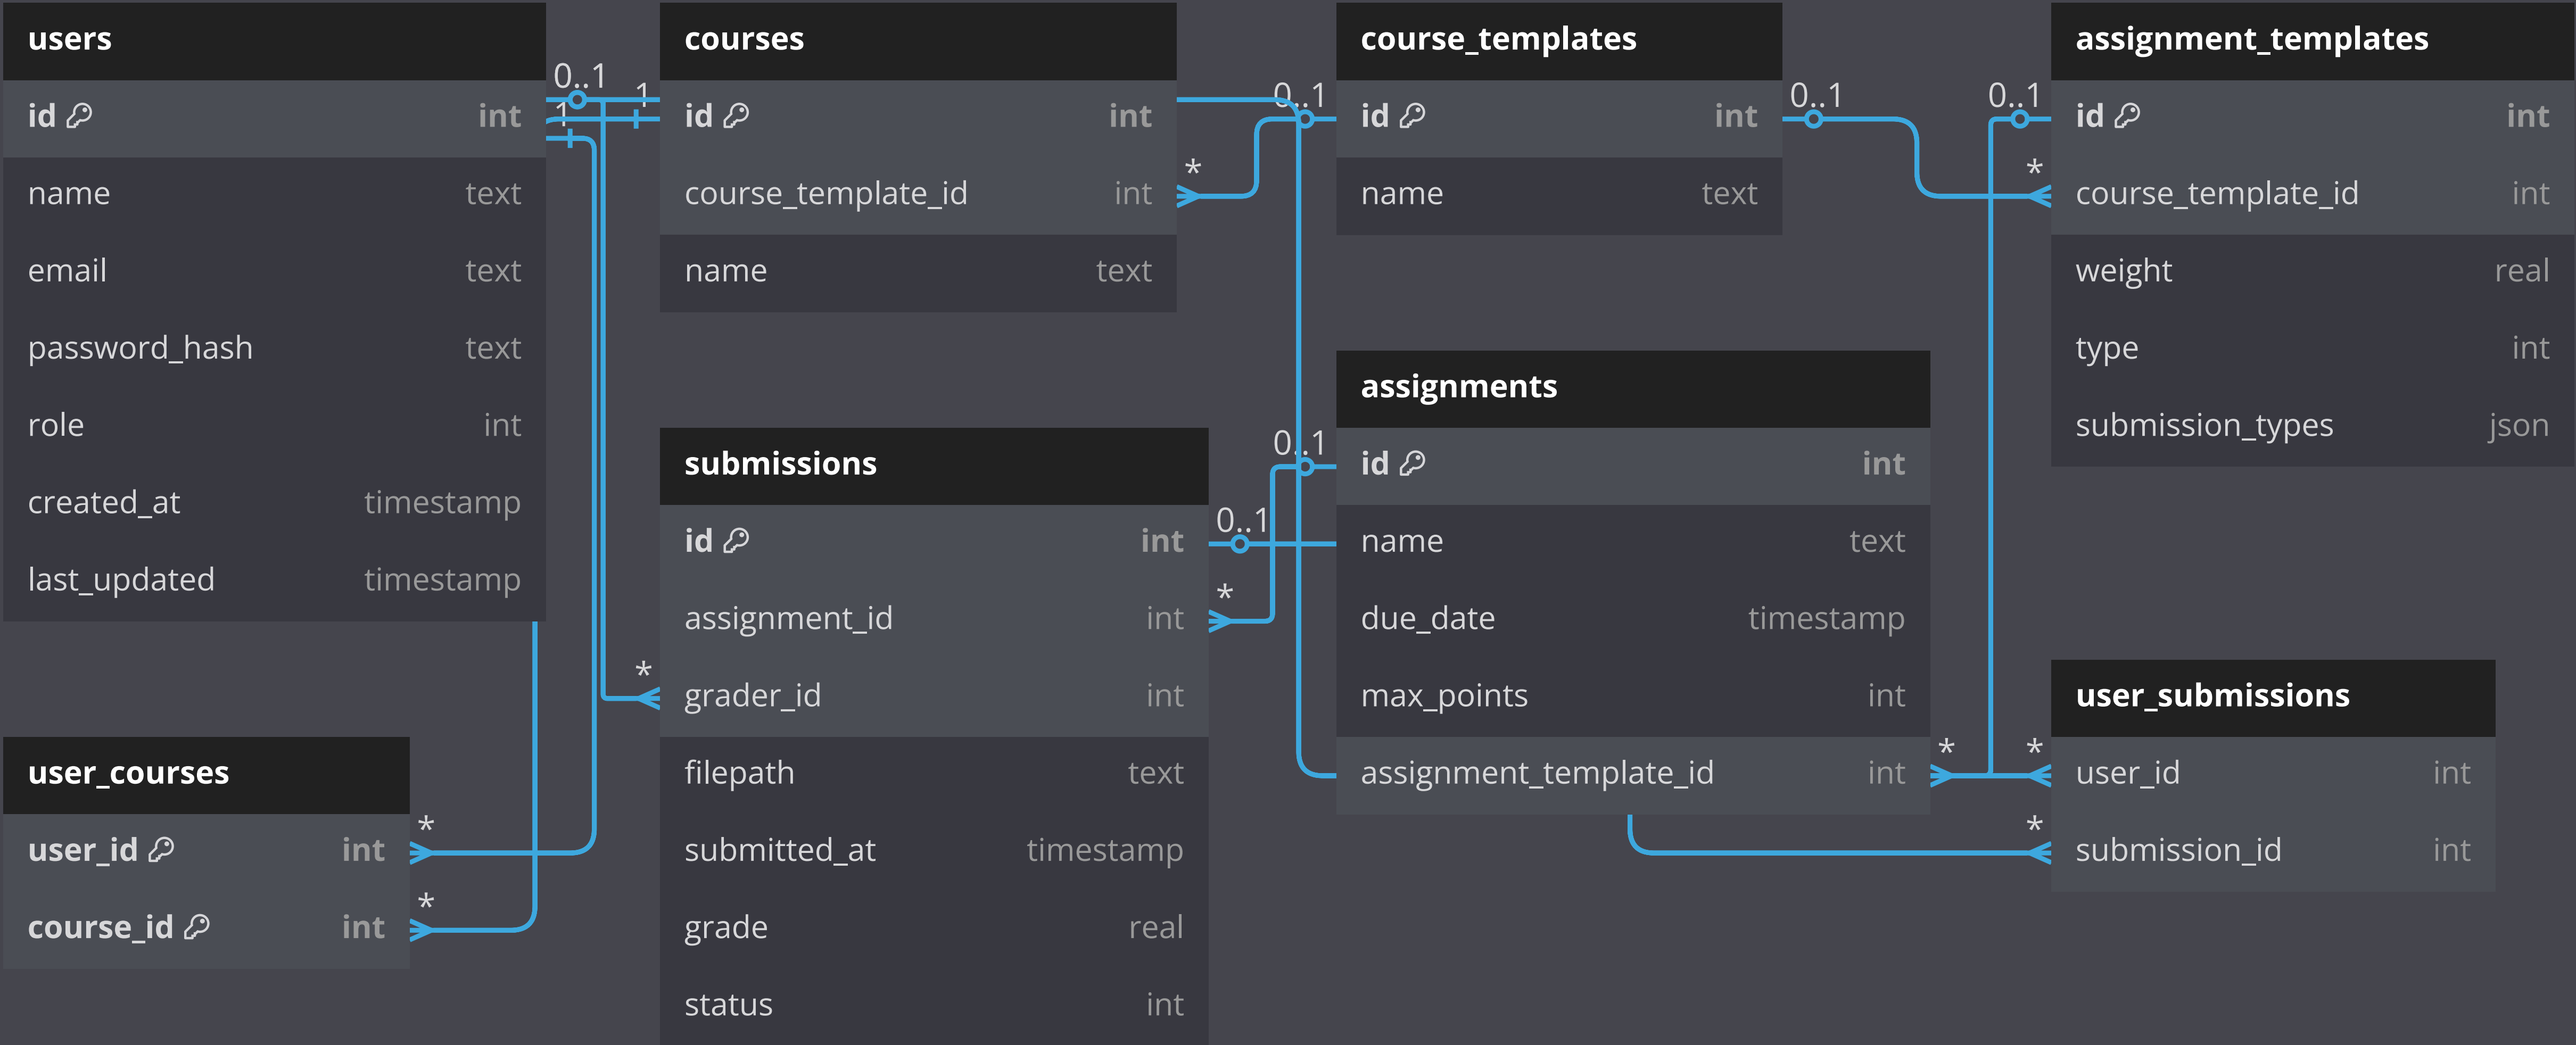 users
id int
name text
email text
password_hash text
role int
created_at timestamp
last_updated timestamp
user_courses
user_id int
course_id int
courses
id int
course_template_id int
name text
submissions
id int
assignment_id int
grader_id int
filepath text
submitted_at timestamp
grade real
status int
course_templates
id int
name text
assignments
id int
name text
due_date timestamp
max_points int
assignment_template_id int
assignment_templates
id int
course_template_id int
weight real
type int
submission_types json
user_submissions
user_id int
submission_id int
0..1
1
1
*
*
*
*
0..1
0..1
0..1
*
0..1
0..1
*
*
*
*